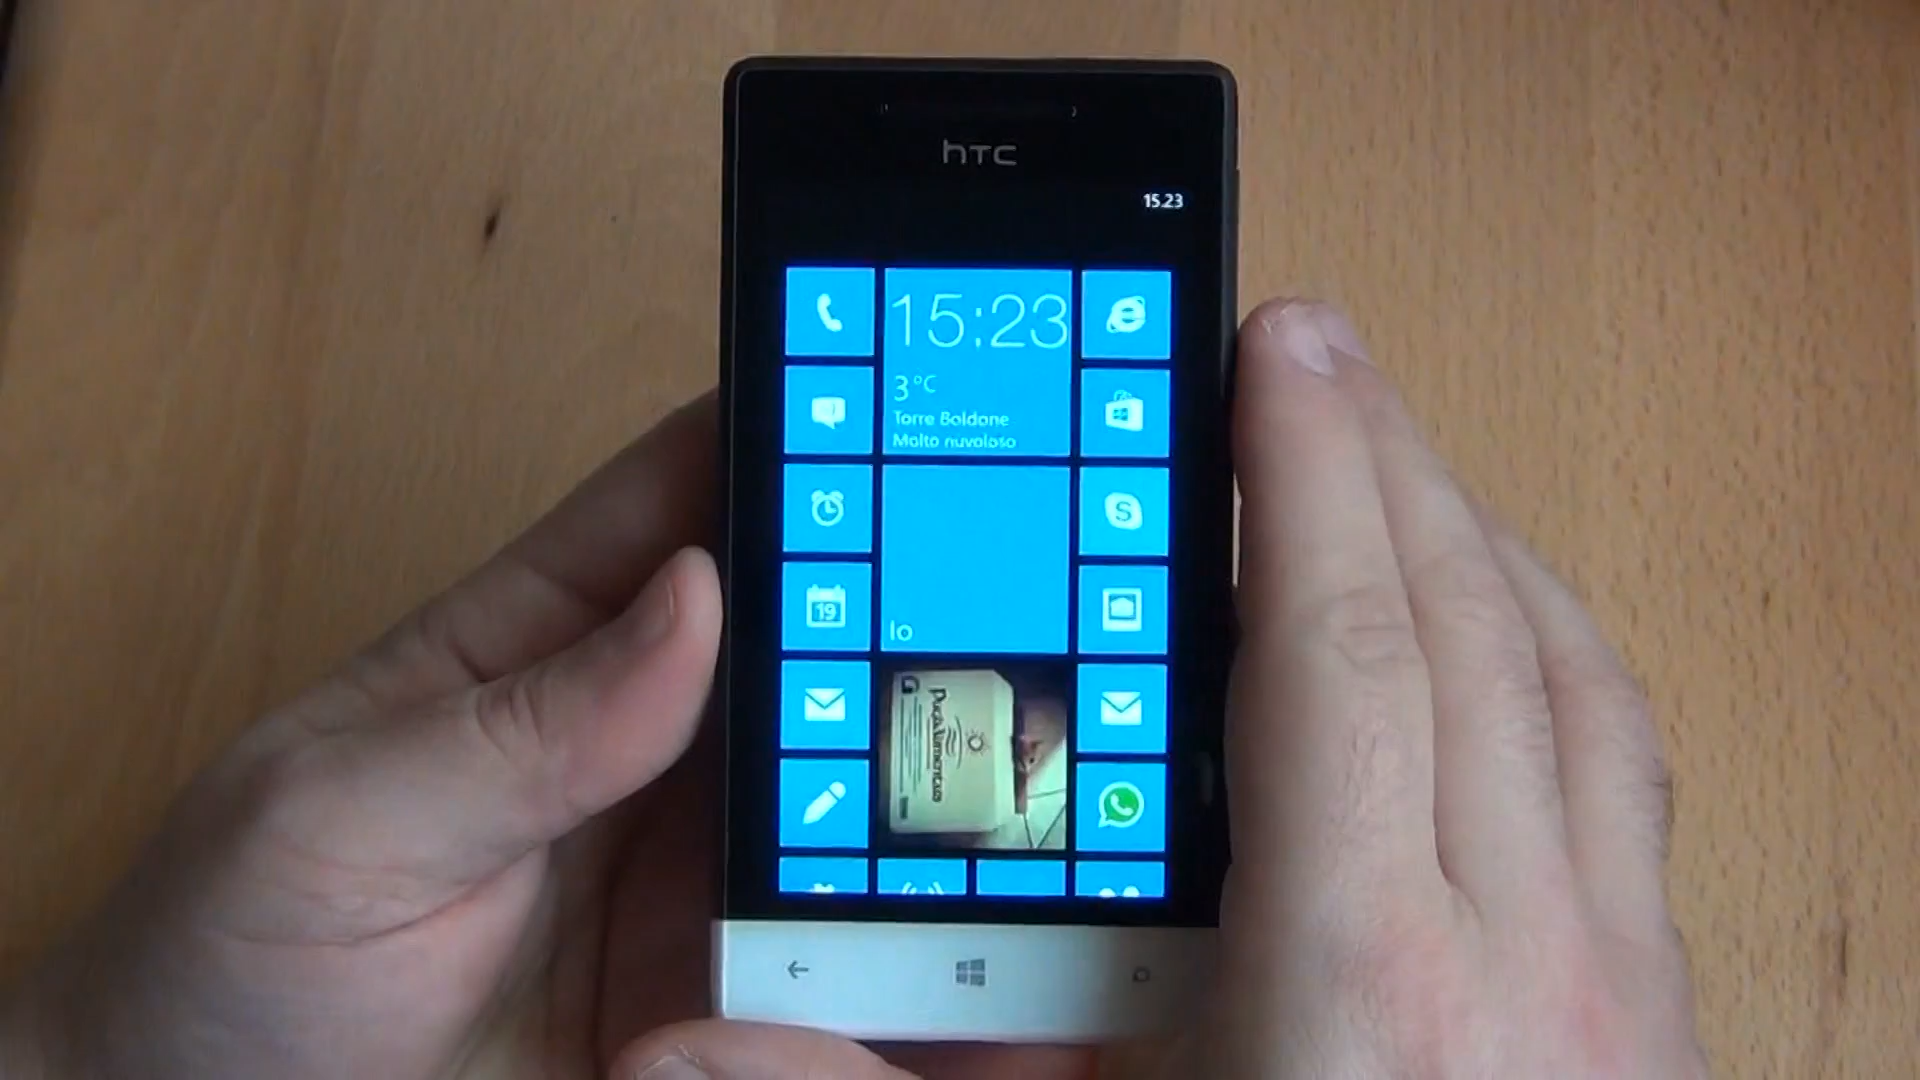 hTC
15.23
15:23
3°C
Torre Boldone
Molto nuvoloso
S
19
Io